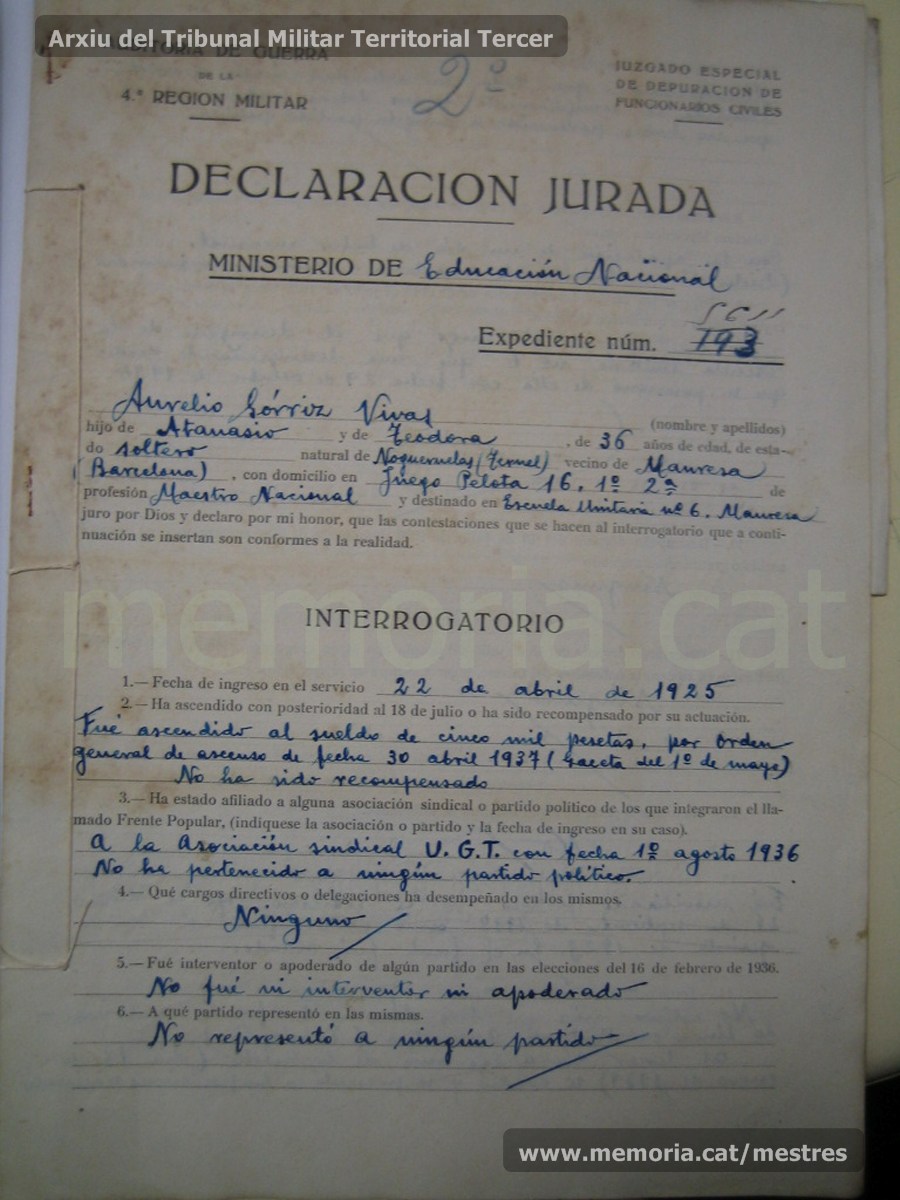 Arxiu del Tribunal Militar Territorial Tercer
AUDITORIA DE GUERRA
DE LA
4.ª REGION MILITAR
2º
JUZGADO ESPECIAL
DE DEPURACION DE
FUNCIONARIOS CIVILES
DECLARACION JURADA
MINISTERIO DE Educación Nacional
5611
Expediente núm. 193
Aurelio Górriz Vivas (nombre y apellidos)
hijo de Atanasio y de Teodora, de 36 años de edad, de esta-
do soltero natural de Nogueruelas (Teruel) vecino de Manresa
(Barcelona), con domicilio en Juego Pelota 16, 1º 2ª de
profesión Maestro Nacional y destinado en Escuela Unitaria nº 6. Manresa
juro por Dios y declaro por mi honor, que las contestaciones que se hacen al interrogatorio que a conti-
nuación se insertan son conformes a la realidad.
memoria.cat
INTERROGATORIO
1.— Fecha de ingreso en el servicio 22 de abril de 1925
2.— Ha ascendido con posterioridad al 18 de julio o ha sido recompensado por su actuación.
Fué ascendido al sueldo de cinco mil pesetas, por orden
general de ascenso de fecha 30 abril 1937 (Gaceta del 1º de mayo)
No ha sido recompensado
3.— Ha estado afiliado a alguna asociación sindical o partido político de los que integraron el lla-
mado Frente Popular, (indíquese la asociación o partido y la fecha de ingreso en su caso).
A la Asociación sindical U.G.T. con fecha 1º agosto 1936
No ha pertenecido a ningún partido político.
4.— Qué cargos directivos o delegaciones ha desempeñado en los mismos.
Ninguno
5.— Fué interventor o apoderado de algún partido en las elecciones del 16 de febrero de 1936.
No fué ni interventor ni apoderado
6.— A qué partido representó en las mismas.
No representó a ningún partido
www.memoria.cat/mestres